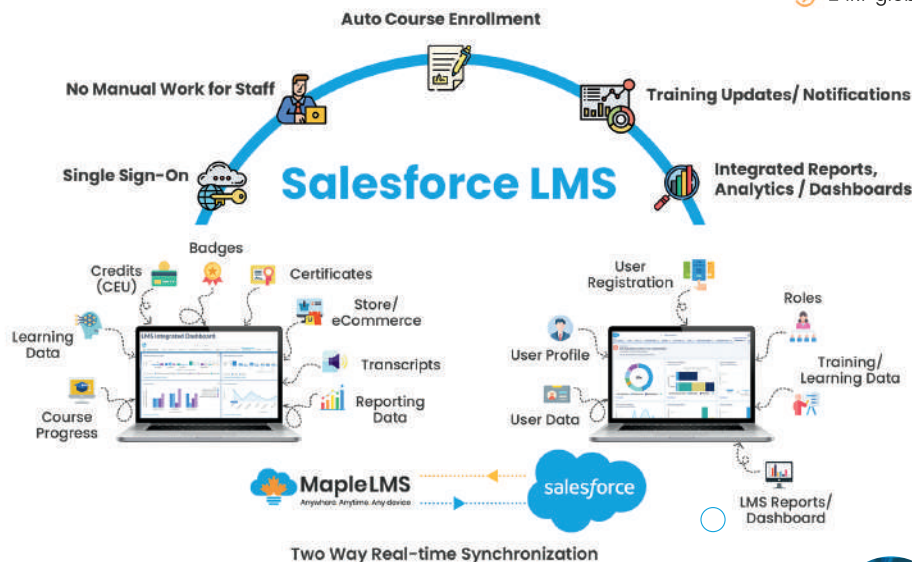 Auto Course Enrollment
No Manual Work for Staff
Training Updates/ Notifications
Single Sign-On
Salesforce LMS
Integrated Reports,
Analytics / Dashboards
Badges
Credits
(CEU)
Certificates
Store/
eCommerce
Learning
Data
LMS Integrated Dashboard
Transcripts
Course
Progress
Reporting
Data
User
Registration
Roles
User Profile
Training/
Learning Data
User Data
LMS Reports/
Dashboard
MapleLMS
Anywhere. Anytime. Any device
salesforce
Two Way Real-time Synchronization